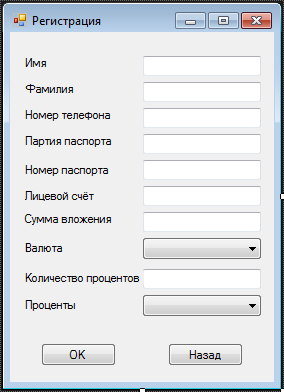 Регистрация
Имя
Фамилия
Номер телефона
Партия паспорта
Номер паспорта
Лицевой счёт
Сумма вложения
Валюта
Количество процентов
Проценты
OK
Назад